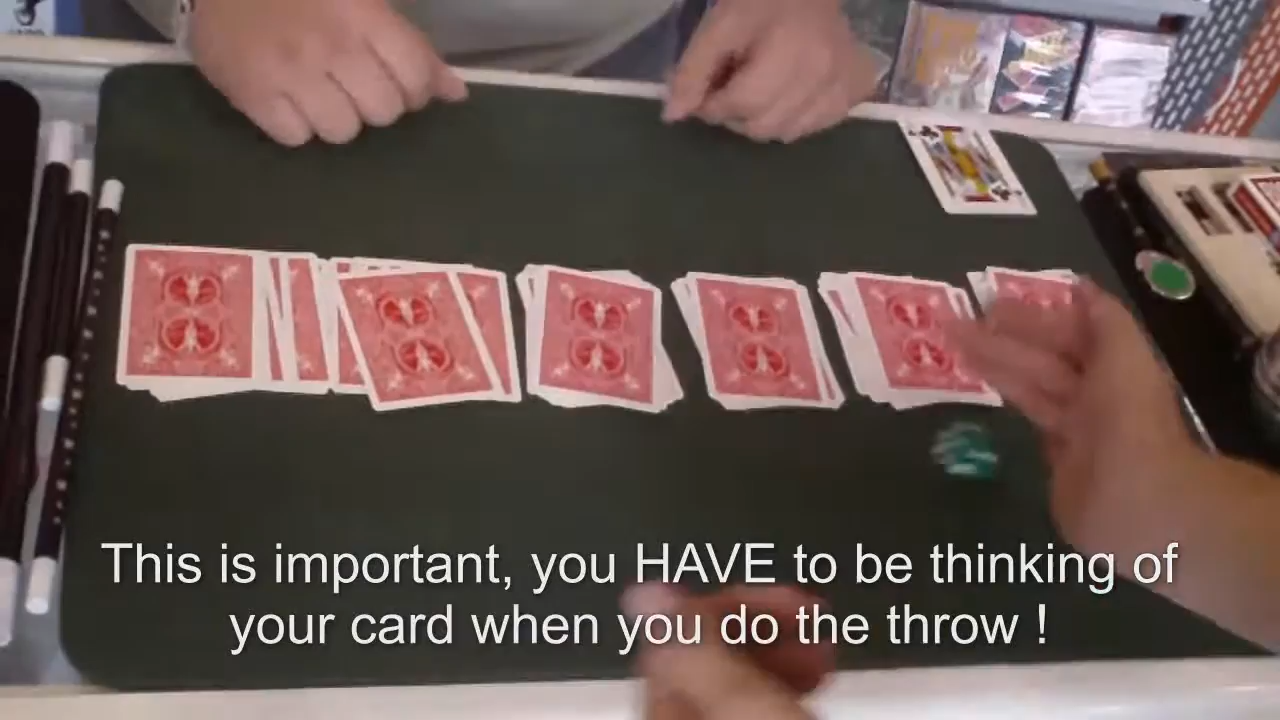 This is important, you HAVE to be thinking of
your card when you do the throw !